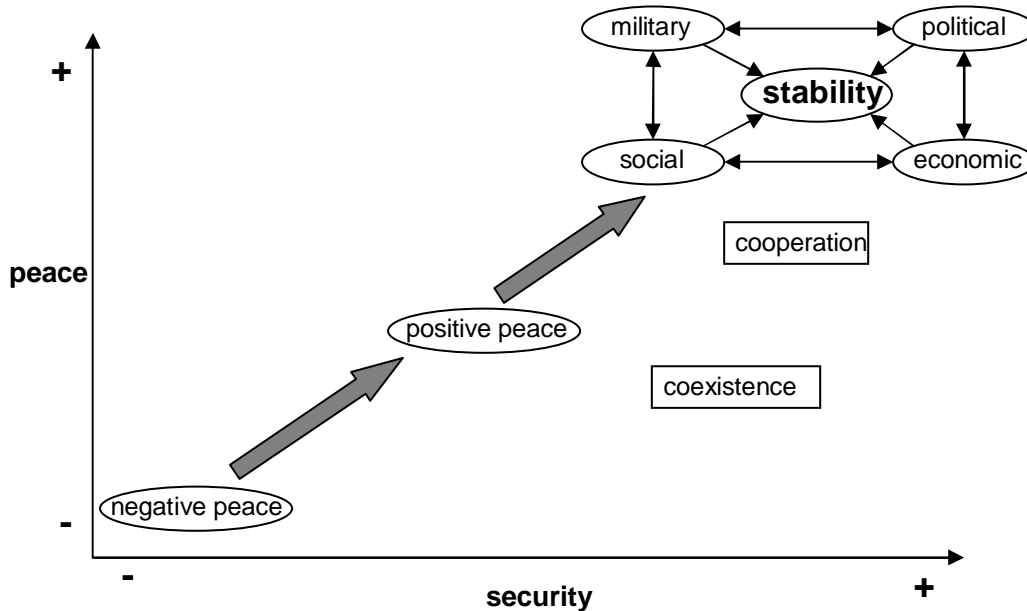 military
political
+
stability
social
economic
cooperation
peace
positive peace
coexistence
negative peace
-
-
+
security